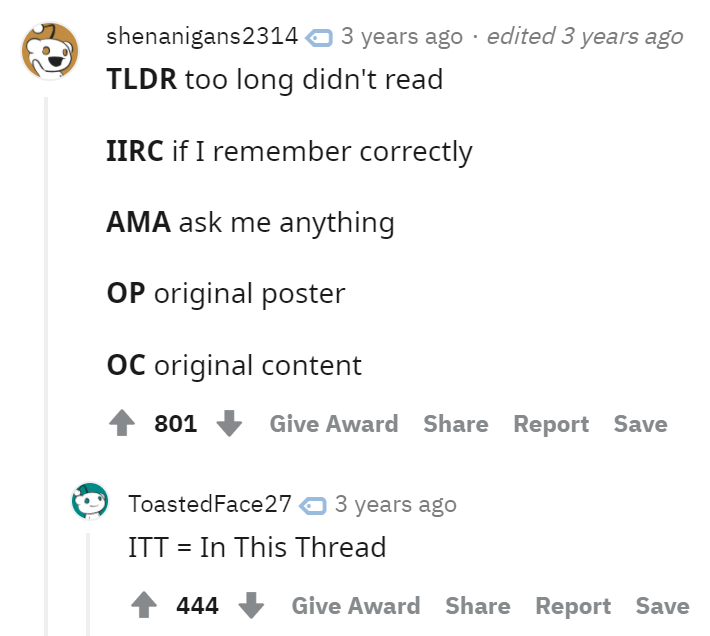 shenanigans2314 3 years ago · edited 3 years ago
TLDR too long didn't read
IIRC if I remember correctly
AMA ask me anything
OP original poster
OC original content
801 Give Award Share Report Save
ToastedFace27 3 years ago
ITT = In This Thread
444 Give Award Share Report Save